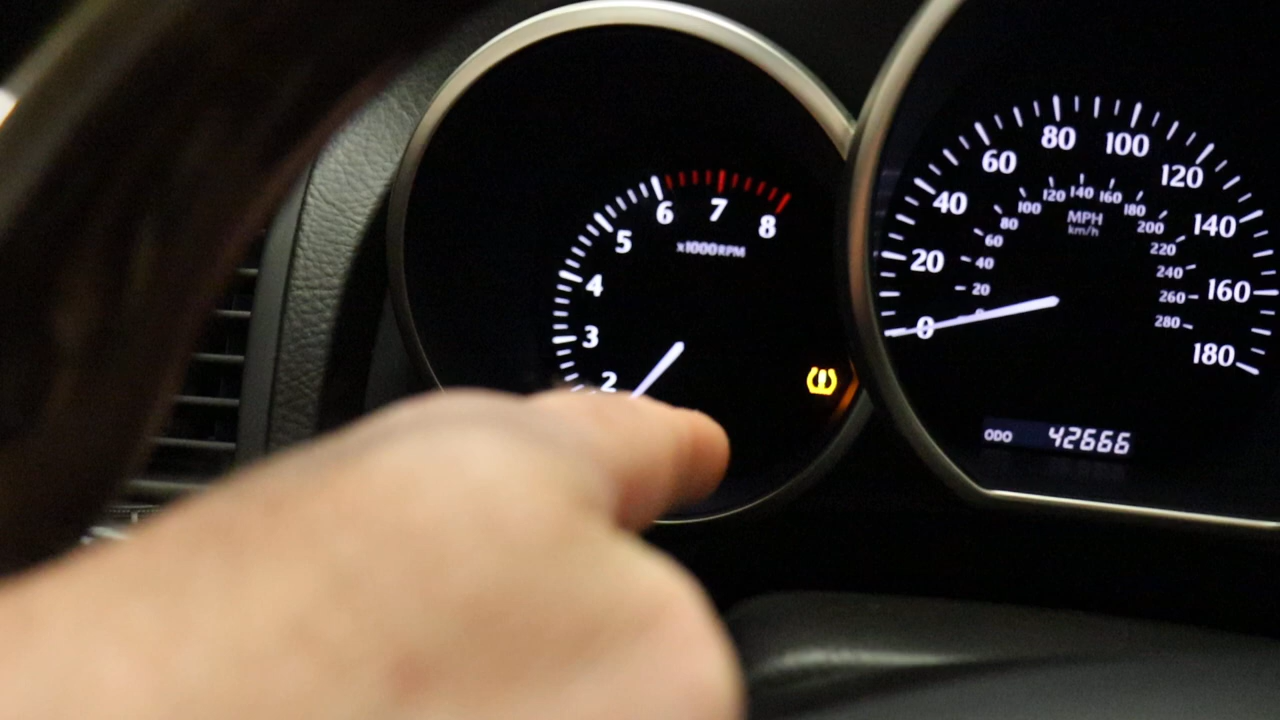 6 7 8
5
x1000RPM
4
3
2
80 100
60 120
40 140
20 160
0 180
120 140 160
100 180
80 200
60 220
40 240
20 260
280
MPH
km/h
ODO 42666